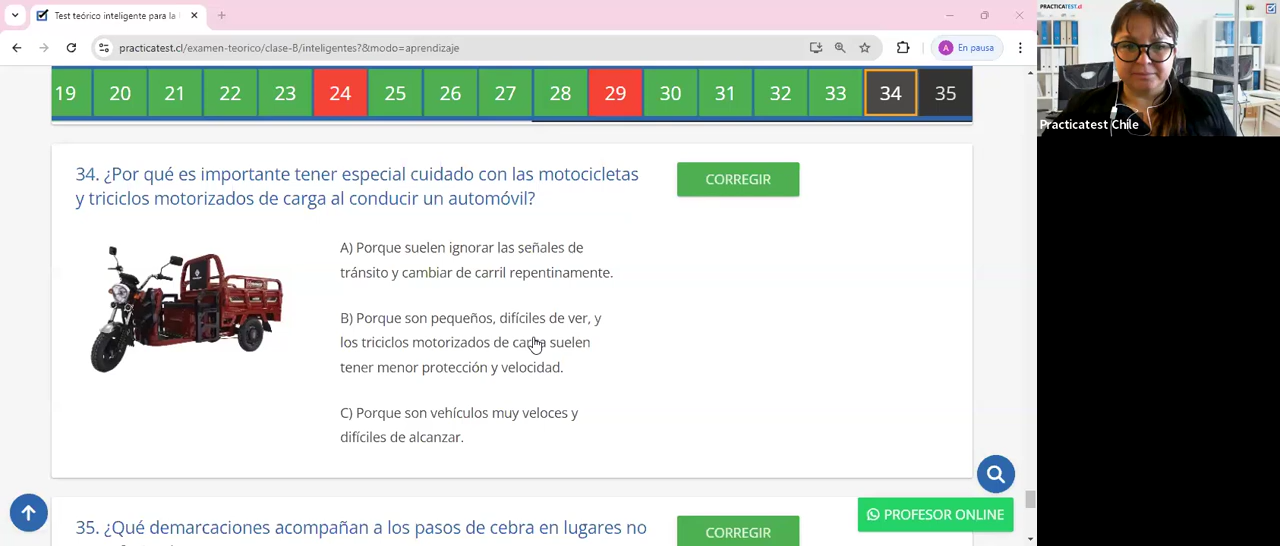 Test teórico inteligente para la
practicatest.cl/examen-teorico/clase-B/inteligentes?&modo=aprendizaje
A
En pausa
PRACTICATEST.cl
Practicatest Chile
19 20 21 22 23 24 25 26 27 28 29 30 31 32 33 34 35
34. ¿Por qué es importante tener especial cuidado con las motocicletas
y triciclos motorizados de carga al conducir un automóvil?
CORREGIR
A) Porque suelen ignorar las señales de
tránsito y cambiar de carril repentinamente.
B) Porque son pequeños, difíciles de ver, y
los triciclos motorizados de carga suelen
tener menor protección y velocidad.
C) Porque son vehículos muy veloces y
difíciles de alcanzar.
PROFESOR ONLINE
35. ¿Qué demarcaciones acompañan a los pasos de cebra en lugares no
CORREGIR